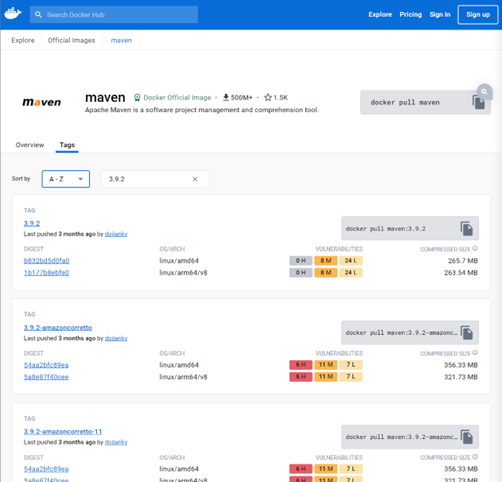 Search Docker Hub
Explore Pricing Sign In Sign up
Explore Official Images maven
maven
maven Docker Official Image • 500M+ • 1.5K
Apache Maven is a software project management and comprehension tool.
docker pull maven
Overview Tags
Sort by A - Z 3.9.2
TAG
3.9.2
Last pushed 3 months ago by doijanky
docker pull maven:3.9.2
DIGEST OS/ARCH VULNERABILITIES COMPRESSED SIZE
b832bd5d0fa0 linux/amd64 0 H 8 M 24 L 265.7 MB
1b177b8ebfe0 linux/arm64/v8 0 H 8 M 24 L 263.54 MB
TAG
3.9.2-amazoncorretto
Last pushed 3 months ago by doijanky
docker pull maven:3.9.2-amazonc…
DIGEST OS/ARCH VULNERABILITIES COMPRESSED SIZE
54aa2bfc89ea linux/amd64 6 H 11 M 7 L 356.33 MB
5a8e87f40cee linux/arm64/v8 6 H 11 M 7 L 321.73 MB
TAG
3.9.2-amazoncorretto-11
Last pushed 3 months ago by doijanky
docker pull maven:3.9.2-amazonc…
DIGEST OS/ARCH VULNERABILITIES COMPRESSED SIZE
54aa2bfc89ea linux/amd64 6 H 11 M 7 L 356.33 MB
5a8e87f40cee linux/arm64/v8 6 H 11 M 7 L 321.73 MB